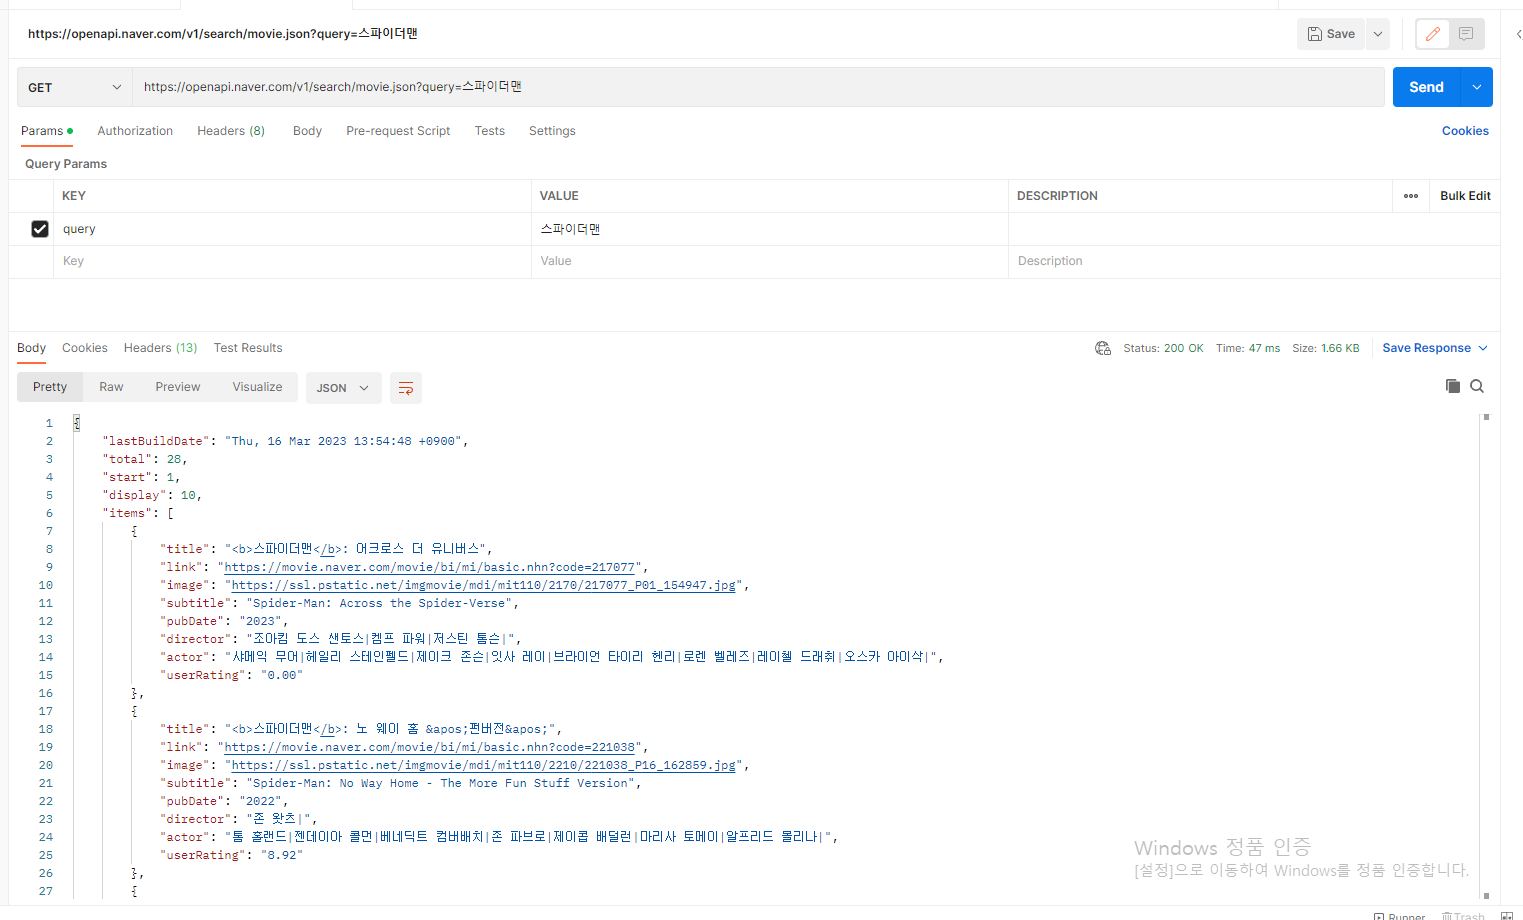 https://openapi.naver.com/v1/search/movie.json?query=스파이더맨
Save
GET
https://openapi.naver.com/v1/search/movie.json?query=스파이더맨
Send
Params Authorization Headers (8) Body Pre-request Script Tests Settings Cookies
Query Params
KEY VALUE DESCRIPTION Bulk Edit
query 스파이더맨
Key Value Description
Body Cookies Headers (13) Test Results Status: 200 OK Time: 47 ms Size: 1.66 KB Save Response
Pretty Raw Preview Visualize JSON
1 {
2 "lastBuildDate": "Thu, 16 Mar 2023 13:54:48 +0900",
3 "total": 28,
4 "start": 1,
5 "display": 10,
6 "items": [
7 {
8 "title": "<b>스파이더맨</b>: 어크로스 더 유니버스",
9 "link": "https://movie.naver.com/movie/bi/mi/basic.nhn?code=217077",
10 "image": "https://ssl.pstatic.net/imgmovie/mdi/mit110/2170/217077_P01_154947.jpg",
11 "subtitle": "Spider-Man: Across the Spider-Verse",
12 "pubDate": "2023",
13 "director": "조아킴 도스 샌토스|켐프 파워|저스틴 톰슨|",
14 "actor": "샤메익 무어|헤일리 스테인펠드|제이크 존슨|잇사 레이|브라이언 타이리 헨리|로렌 벨레즈|레이첼 드래취|오스카 아이삭|",
15 "userRating": "0.00"
16 },
17 {
18 "title": "<b>스파이더맨</b>: 노 웨이 홈 &apos;펀버전&apos;",
19 "link": "https://movie.naver.com/movie/bi/mi/basic.nhn?code=221038",
20 "image": "https://ssl.pstatic.net/imgmovie/mdi/mit110/2210/221038_P16_162859.jpg",
21 "subtitle": "Spider-Man: No Way Home - The More Fun Stuff Version",
22 "pubDate": "2022",
23 "director": "존 왓츠|",
24 "actor": "톰 홀랜드|젠데이아 콜먼|베네딕트 컴버배치|존 파브로|제이콥 배덜런|마리사 토메이|알프리드 몰리나|",
25 "userRating": "8.92"
26 },
27 {
Windows 정품 인증
[설정]으로 이동하여 Windows를 정품 인증합니다.
Runner Trash